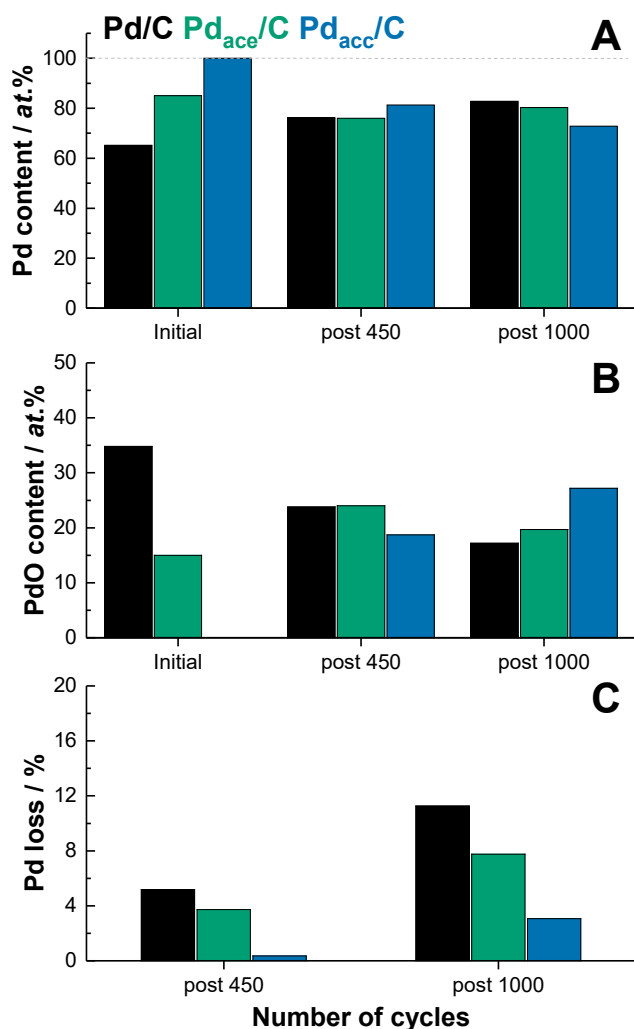 Pd/C Pdace/C Pdacc/C
A
Pd content / at.%
100
80
60
40
20
0
Initial post 450 post 1000
B
PdO content / at.%
50
40
30
20
10
0
Initial post 450 post 1000
C
Pd loss / %
20
16
12
8
4
0
post 450 post 1000
Number of cycles